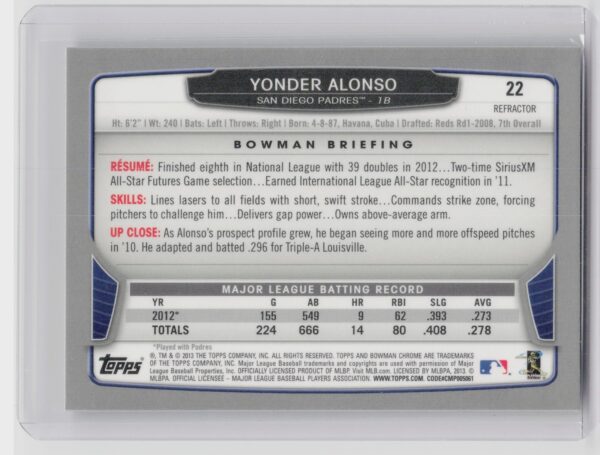 YONDER ALONSO
SAN DIEGO PADRES™ - 1B
22
REFRACTOR
Ht: 6'2" | Wt: 240 | Bats: Left | Throws: Right | Born: 4-8-87, Havana, Cuba | Drafted: Reds Rd1-2008, 7th Overall
BOWMAN BRIEFING
RÉSUMÉ: Finished eighth in National League with 39 doubles in 2012...Two-time SiriusXM
All-Star Futures Game selection...Earned International League All-Star recognition in '11.
SKILLS: Lines lasers to all fields with short, swift stroke...Commands strike zone, forcing
pitchers to challenge him...Delivers gap power...Owns above-average arm.
UP CLOSE: As Alonso's prospect profile grew, he began seeing more and more offspeed pitches
in '10. He adapted and batted .296 for Triple-A Louisville.
MAJOR LEAGUE BATTING RECORD
YR G AB HR RBI SLG AVG
2012* 155 549 9 62 .393 .273
TOTALS 224 666 14 80 .408 .278
*Played with Padres
Topps
®, TM & © 2013 THE TOPPS COMPANY, INC. ALL RIGHTS RESERVED. TOPPS AND BOWMAN CHROME ARE TRADEMARKS
OF THE TOPPS COMPANY, INC. Major League Baseball trademarks and copyrights are used with permission of Major
League Baseball Properties, Inc. OFFICIALLY LICENSED PRODUCT OF MLBP. Visit MLB.com. LICENSED BY MLBPA, 2013. ©
MLBPA. OFFICIAL LICENSEE – MAJOR LEAGUE BASEBALL PLAYERS ASSOCIATION. WWW.TOPPS.COM CODE#CMP005061